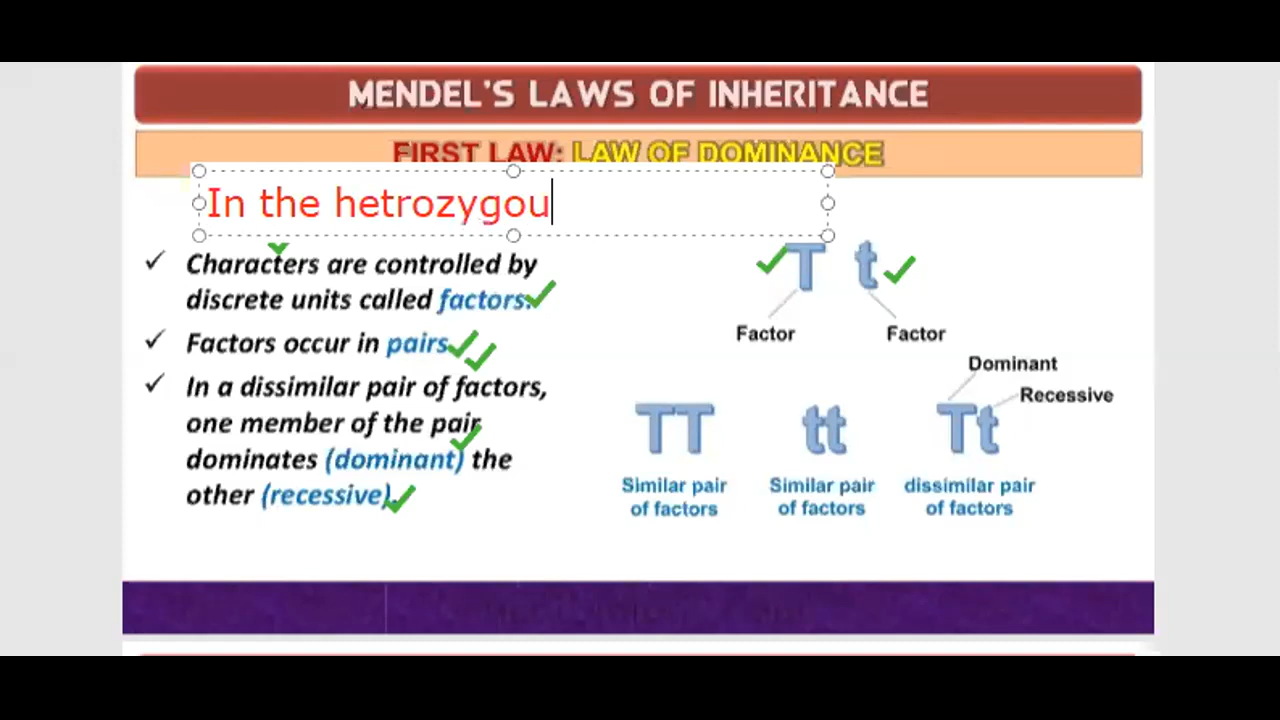 MENDEL'S LAWS OF INHERITANCE
FIRST LAW: LAW OF DOMINANCE
In the hetrozygou
Characters are controlled by
discrete units called factors.
Factors occur in pairs
In a dissimilar pair of factors,
one member of the pair
dominates (dominant) the
other (recessive)
T t
Factor Factor
Dominant
Recessive
TT tt Tt
Similar pair Similar pair dissimilar pair
of factors of factors of factors